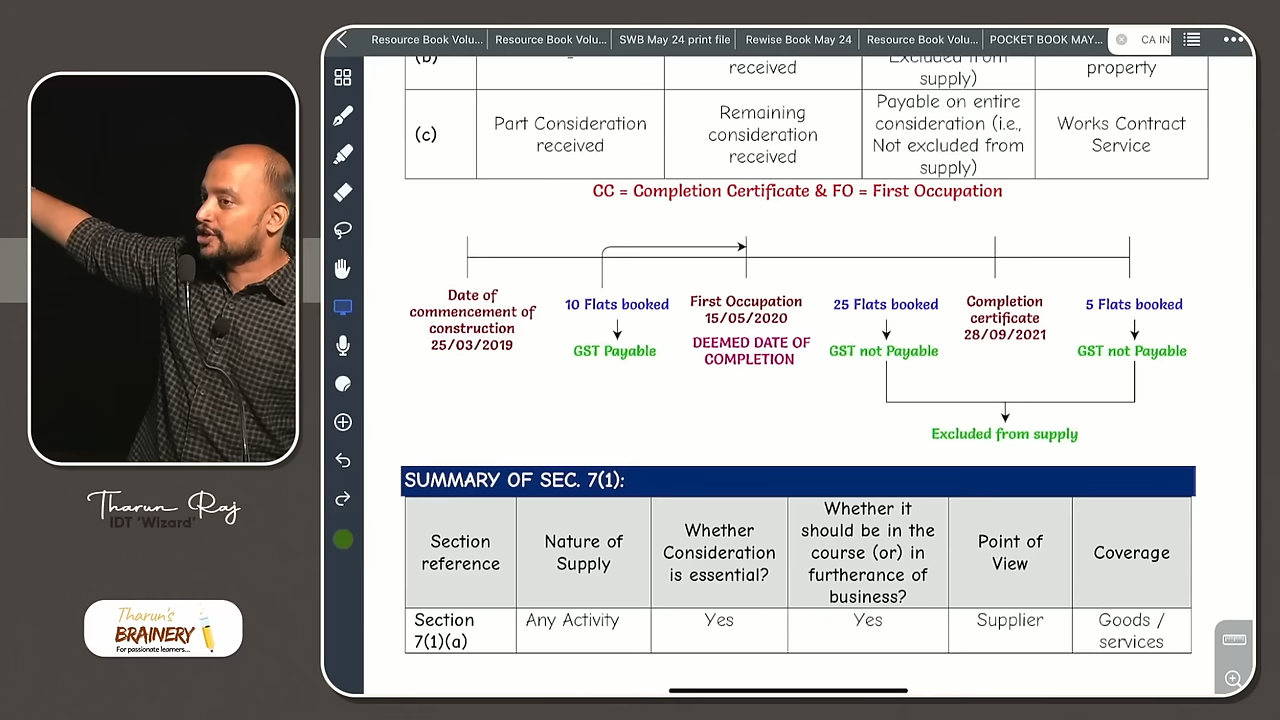 Resource Book Volu...
Resource Book Volu...
SWB May 24 print file
Rewise Book May 24
Resource Book Volu...
POCKET BOOK MAY...
CA IN
(b)
-
received
Excluded from
supply)
property
(c)
Part Consideration
received
Remaining
consideration
received
Payable on entire
consideration (i.e.,
Not excluded from
supply)
Works Contract
Service
CC = Completion Certificate & FO = First Occupation
Date of
commencement of
construction
25/03/2019
10 Flats booked
GST Payable
First Occupation
15/05/2020
DEEMED DATE OF
COMPLETION
25 Flats booked
GST not Payable
Completion
certificate
28/09/2021
5 Flats booked
GST not Payable
Excluded from supply
SUMMARY OF SEC. 7(1):
Section
reference
Nature of
Supply
Whether
Consideration
is essential?
Whether it
should be in the
course (or) in
furtherance of
business?
Point of
View
Coverage
Section
7(1)(a)
Any Activity
Yes
Yes
Supplier
Goods /
services
Tharun Raj
IDT 'Wizard'
Tharun's
BRAINERY
For passionate learners...